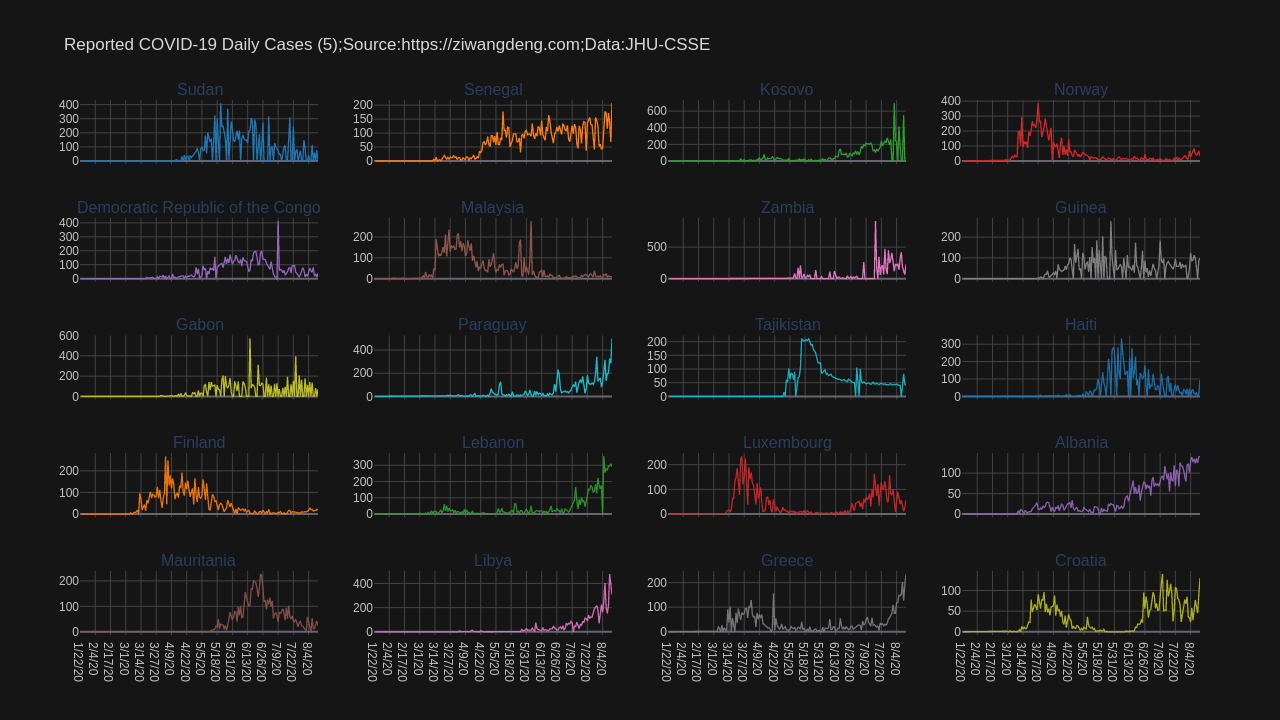 Reported COVID-19 Daily Cases (5);Source:https://ziwangdeng.com;Data:JHU-CSSE
Sudan
400
300
200
100
0
Senegal
200
150
100
50
0
Kosovo
600
400
200
0
Norway
400
300
200
100
0
Democratic Republic of the Congo
400
300
200
100
0
Malaysia
200
100
0
Zambia
500
0
Guinea
200
100
0
Gabon
600
400
200
0
Paraguay
400
200
0
Tajikistan
200
150
100
50
0
Haiti
300
200
100
0
Finland
200
100
0
Lebanon
300
200
100
0
Luxembourg
200
100
0
Albania
100
50
0
Mauritania
200
100
0
Libya
400
200
0
Greece
200
100
0
Croatia
100
50
0
1/22/20 2/4/20 2/17/20 3/1/20 3/14/20 3/27/20 4/9/20 4/22/20 5/5/20 5/18/20 5/31/20 6/13/20 6/26/20 7/9/20 7/22/20 8/4/20
1/22/20 2/4/20 2/17/20 3/1/20 3/14/20 3/27/20 4/9/20 4/22/20 5/5/20 5/18/20 5/31/20 6/13/20 6/26/20 7/9/20 7/22/20 8/4/20
1/22/20 2/4/20 2/17/20 3/1/20 3/14/20 3/27/20 4/9/20 4/22/20 5/5/20 5/18/20 5/31/20 6/13/20 6/26/20 7/9/20 7/22/20 8/4/20
1/22/20 2/4/20 2/17/20 3/1/20 3/14/20 3/27/20 4/9/20 4/22/20 5/5/20 5/18/20 5/31/20 6/13/20 6/26/20 7/9/20 7/22/20 8/4/20